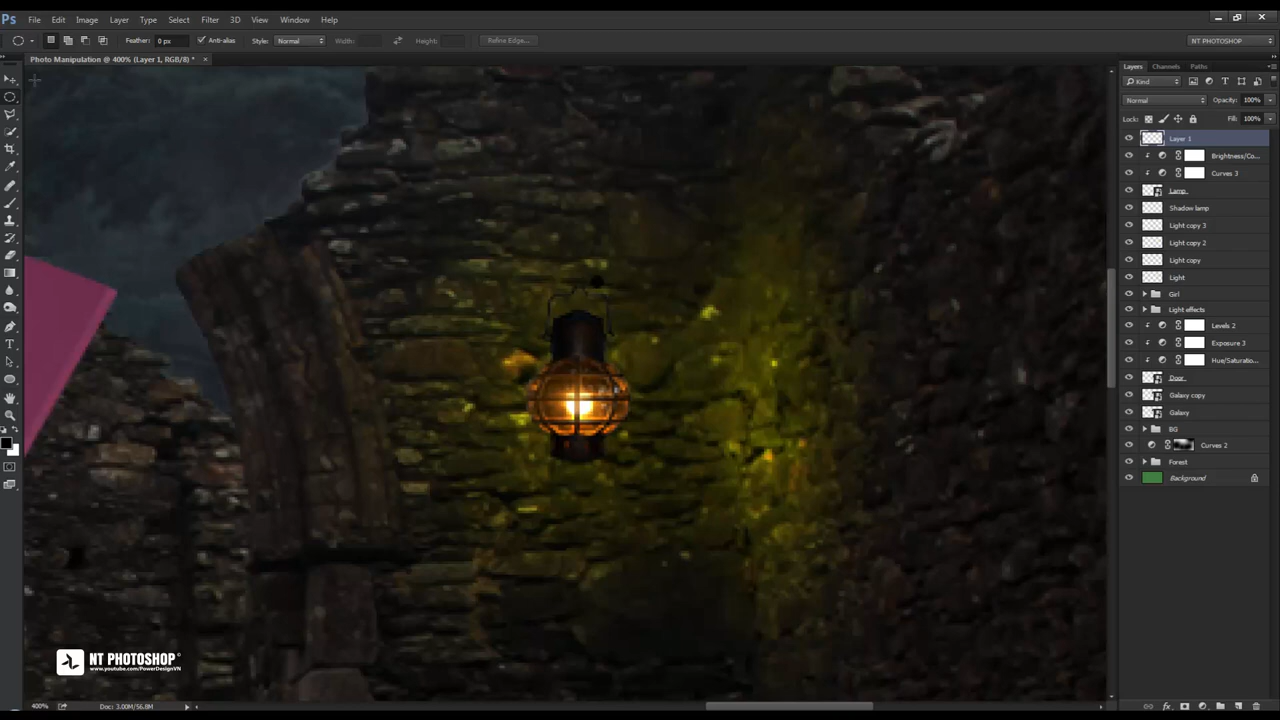 Ps File Edit Image Layer Type Select Filter 3D View Window Help
Feather: 0 px Anti-alias Style: Normal Width: Height: Refine Edge... NT PHOTOSHOP
Photo Manipulation @ 400% (Layer 1, RGB/8) * ×
Layers Channels Paths
Kind
Normal Opacity: 100%
Lock: Fill: 100%
Layer 1
Brightness/Co...
Curves 3
Lamp
Shadow lamp
Light copy 3
Light copy 2
Light copy
Light
Girl
Light effects
Levels 2
Exposure 3
Hue/Saturatio...
Door
Galaxy copy
Galaxy
BG
Curves 2
Forest
Background
NT PHOTOSHOP©
www.youtube.com/PowerDesignVN
400% Doc: 3.00M/56.8M